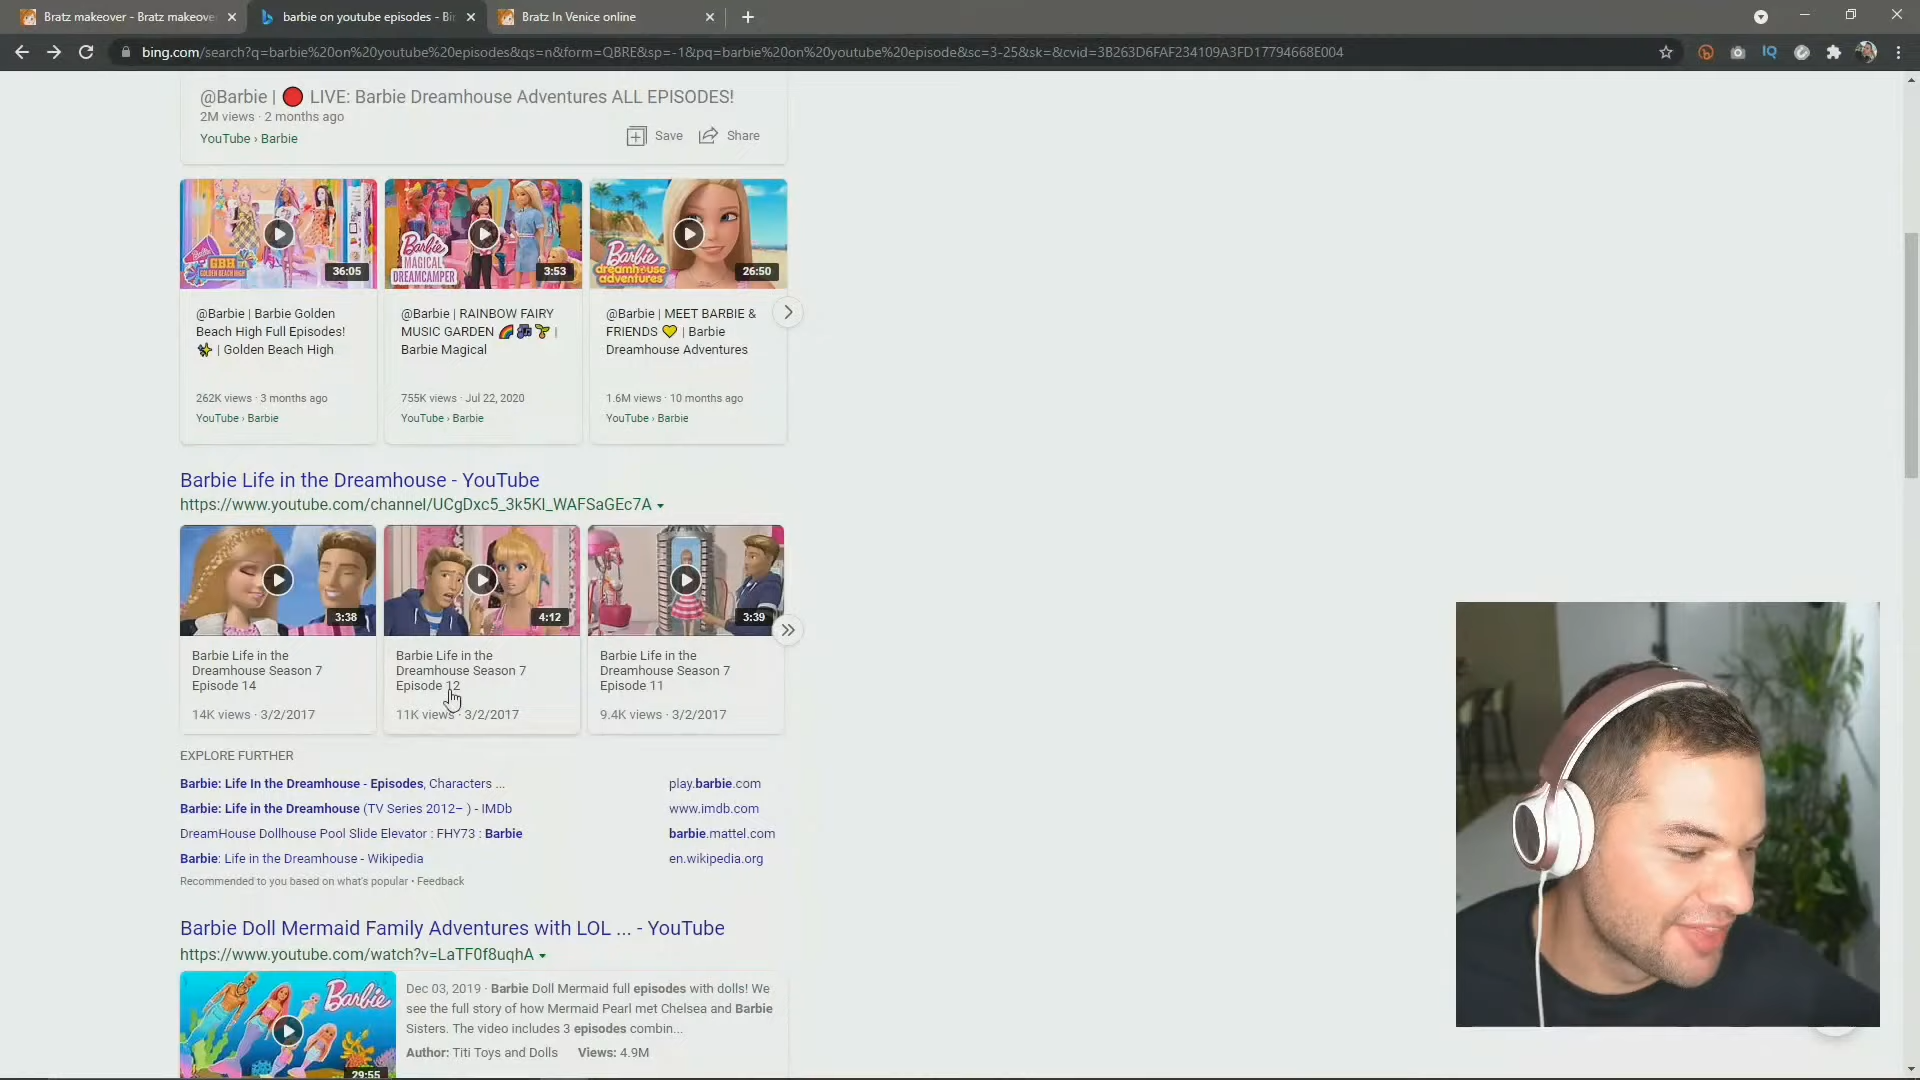 Bratz makeover - Bratz makeover
barbie on youtube episodes - Bi
Bratz In Venice online
bing.com/search?q=barbie%20on%20youtube%20episodes&qs=n&form=QBRE&sp=-1&pq=barbie%20on%20youtube%20episode&sc=3-25&sk=&cvid=3B263D6FAF234109A3FD17794668E004
IQ
@Barbie | 🔴 LIVE: Barbie Dreamhouse Adventures ALL EPISODES!
2M views · 2 months ago
YouTube › Barbie
Save
Share
GBH
GOLDEN BEACH HIGH
36:05
Barbie
MAGICAL
DREAMCAMPER
3:53
Barbie
dreamhouse
adventures
26:50
@Barbie | Barbie Golden
Beach High Full Episodes!
✨ | Golden Beach High
262K views · 3 months ago
YouTube › Barbie
@Barbie | RAINBOW FAIRY
MUSIC GARDEN 🌈🎶🌱 |
Barbie Magical
755K views · Jul 22, 2020
YouTube › Barbie
@Barbie | MEET BARBIE &
FRIENDS 💛 | Barbie
Dreamhouse Adventures
1.6M views · 10 months ago
YouTube › Barbie
Barbie Life in the Dreamhouse - YouTube
https://www.youtube.com/channel/UCgDxc5_3k5Kl_WAFSaGEc7A
3:38
4:12
3:39
Barbie Life in the
Dreamhouse Season 7
Episode 14
14K views · 3/2/2017
Barbie Life in the
Dreamhouse Season 7
Episode 12
11K views · 3/2/2017
Barbie Life in the
Dreamhouse Season 7
Episode 11
9.4K views · 3/2/2017
EXPLORE FURTHER
Barbie: Life In the Dreamhouse - Episodes, Characters ...
play.barbie.com
Barbie: Life in the Dreamhouse (TV Series 2012– ) - IMDb
www.imdb.com
DreamHouse Dollhouse Pool Slide Elevator : FHY73 : Barbie
barbie.mattel.com
Barbie: Life in the Dreamhouse - Wikipedia
en.wikipedia.org
Recommended to you based on what's popular • Feedback
Barbie Doll Mermaid Family Adventures with LOL ... - YouTube
https://www.youtube.com/watch?v=LaTF0f8uqhA
Barbie
29:55
Dec 03, 2019 · Barbie Doll Mermaid full episodes with dolls! We
see the full story of how Mermaid Pearl met Chelsea and Barbie
Sisters. The video includes 3 episodes combin...
Author: Titi Toys and Dolls Views: 4.9M